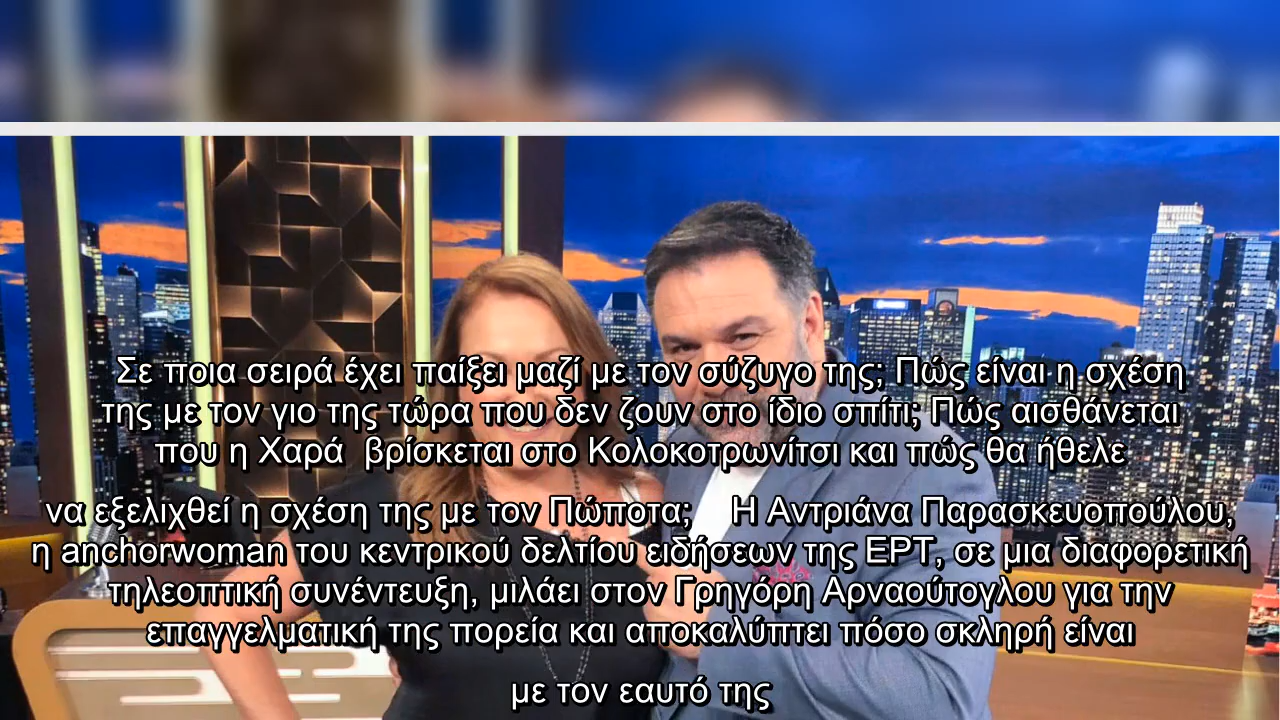 Σε ποια σειρά έχει παίξει μαζί με τον σύζυγο της; Πώς είναι η σχέση
της με τον γιο της τώρα που δεν ζουν στο ίδιο σπίτι; Πώς αισθάνεται
που η Χαρά βρίσκεται στο Κολοκοτρωνίτσι και πώς θα ήθελε
να εξελιχθεί η σχέση της με τον Πώποτα; Η Αντριάνα Παρασκευοπούλου,
η anchorwoman του κεντρικού δελτίου ειδήσεων της ΕΡΤ, σε μια διαφορετική
τηλεοπτική συνέντευξη, μιλάει στον Γρηγόρη Αρναούτογλου για την
επαγγελματική της πορεία και αποκαλύπτει πόσο σκληρή είναι
με τον εαυτό της